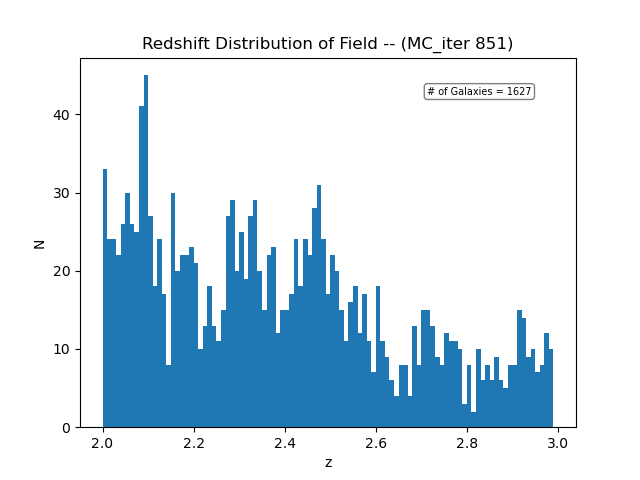 Redshift Distribution of Field -- (MC_iter 851)
# of Galaxies = 1627
N
40
30
20
10
0
2.0 2.2 2.4 2.6 2.8 3.0
z